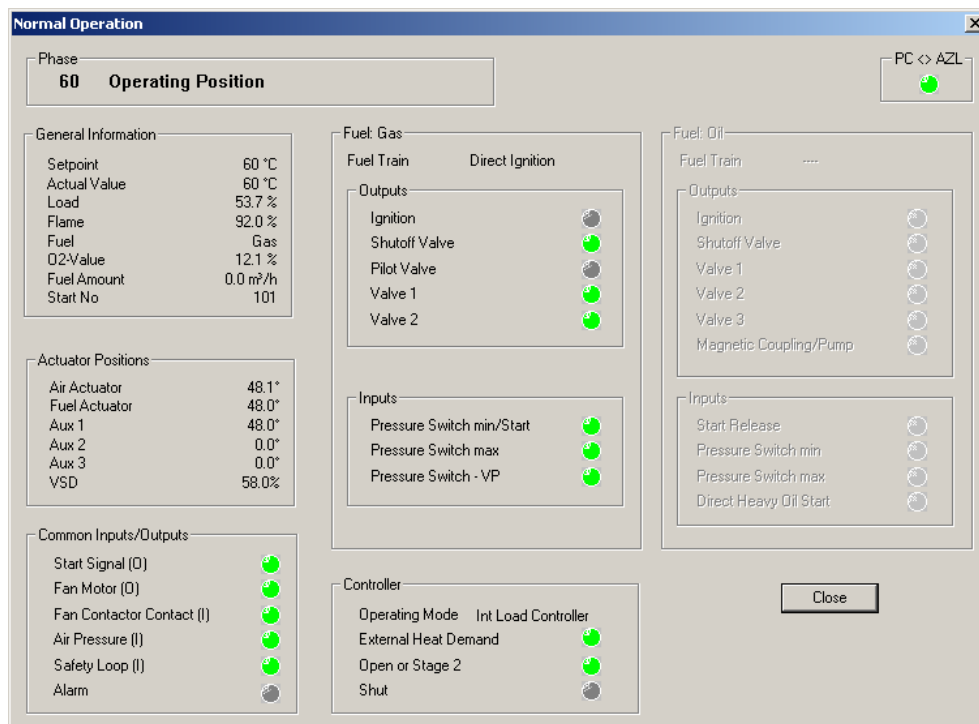 Normal Operation
Phase
60 Operating Position
PC <> AZL
General Information
Setpoint 60 °C
Actual Value 60 °C
Load 53.7 %
Flame 92.0 %
Fuel Gas
O2-Value 12.1 %
Fuel Amount 0.0 m³/h
Start No 101
Actuator Positions
Air Actuator 48.1°
Fuel Actuator 48.0°
Aux 1 48.0°
Aux 2 0.0°
Aux 3 0.0°
VSD 58.0%
Common Inputs/Outputs
Start Signal (O)
Fan Motor (O)
Fan Contactor Contact (I)
Air Pressure (I)
Safety Loop (I)
Alarm
Fuel: Gas
Fuel Train Direct Ignition
Outputs
Ignition
Shutoff Valve
Pilot Valve
Valve 1
Valve 2
Inputs
Pressure Switch min/Start
Pressure Switch max
Pressure Switch - VP
Controller
Operating Mode Int Load Controller
External Heat Demand
Open or Stage 2
Shut
Fuel: Oil
Fuel Train ----
Outputs
Ignition
Shutoff Valve
Valve 1
Valve 2
Valve 3
Magnetic Coupling/Pump
Inputs
Start Release
Pressure Switch min
Pressure Switch max
Direct Heavy Oil Start
Close